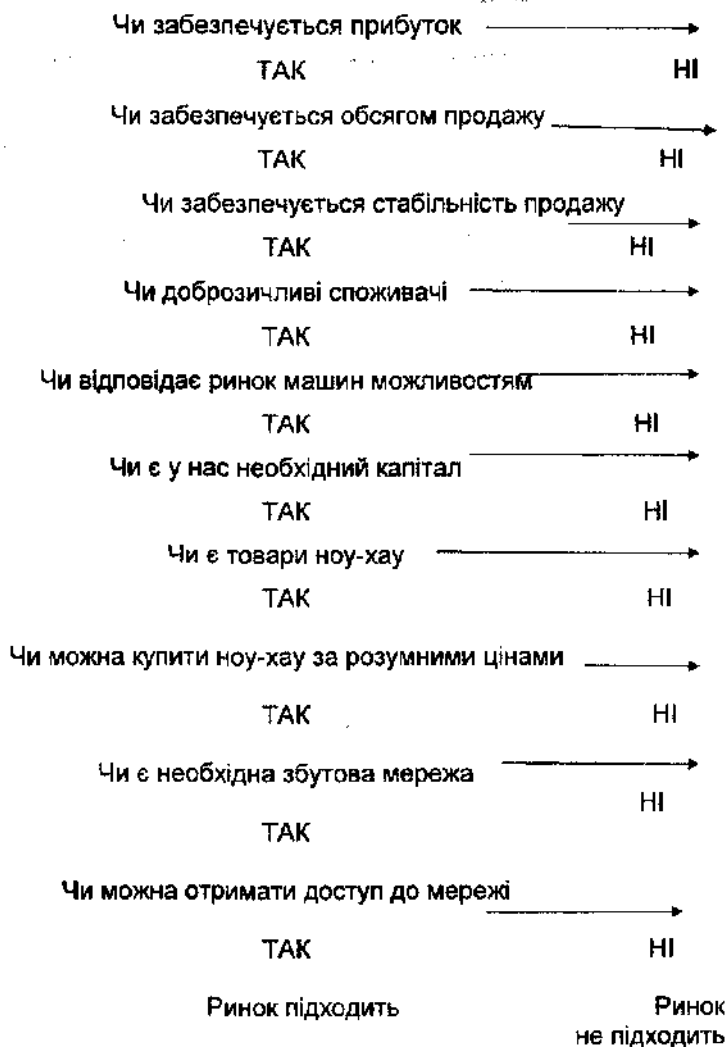 Чи забезпечується прибуток
ТАК НІ
Чи забезпечується обсягом продажу
ТАК НІ
Чи забезпечується стабільність продажу
ТАК НІ
Чи доброзичливі споживачі
ТАК НІ
Чи відповідає ринок машин можливостям
ТАК НІ
Чи є у нас необхідний капітал
ТАК НІ
Чи є товари ноу-хау
ТАК НІ
Чи можна купити ноу-хау за розумними цінами
ТАК НІ
Чи є необхідна збутова мережа
НІ
ТАК
Чи можна отримати доступ до мережі
ТАК НІ
Ринок підходить Ринок
не підходить